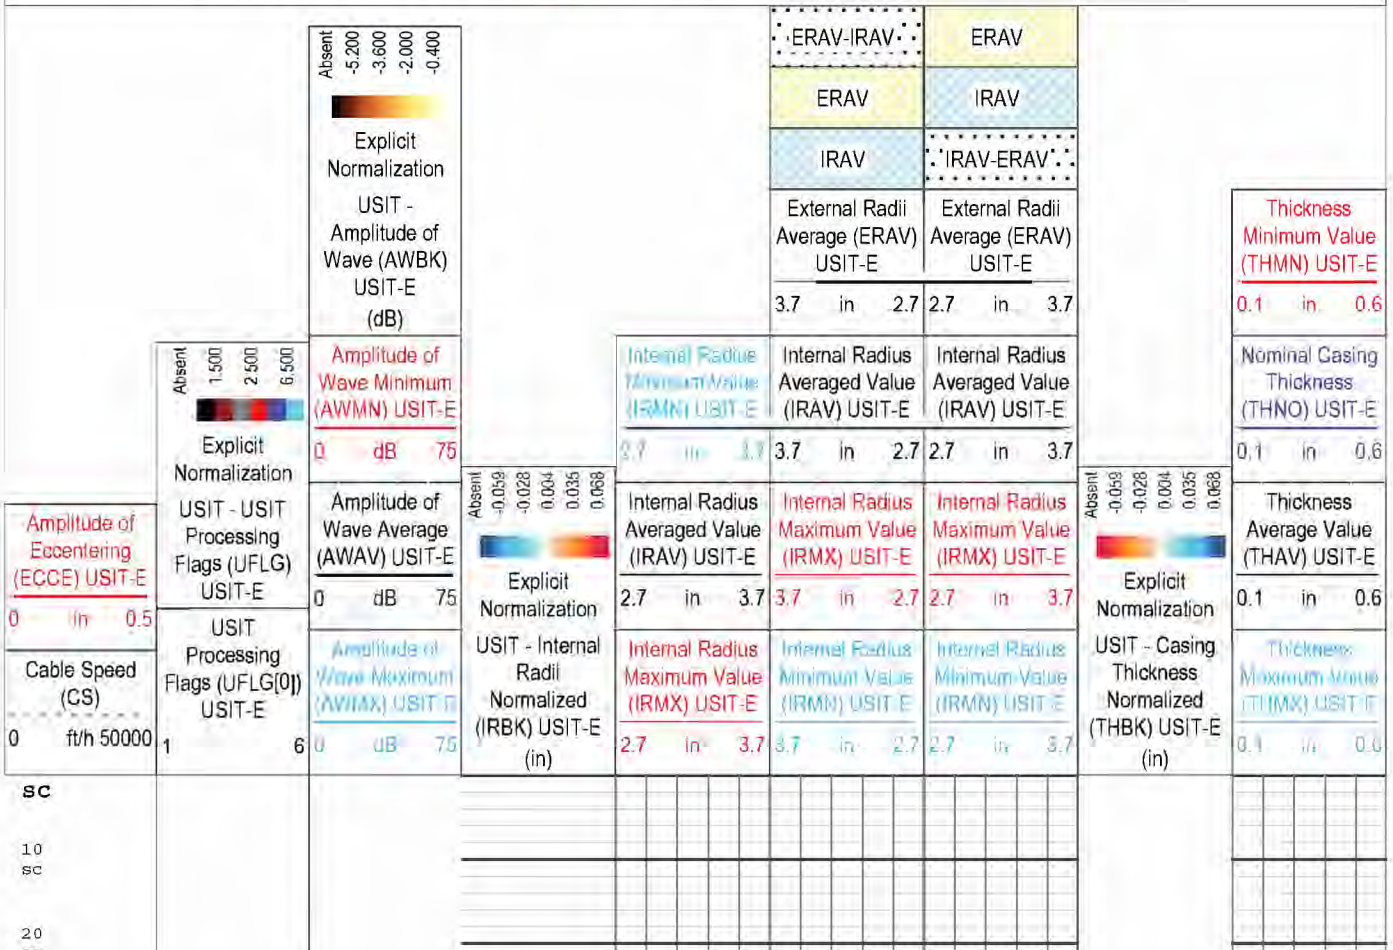 Absent -5.200 -3.600 -2.000 -0.400
Explicit
Normalization
USIT -
Amplitude of
Wave (AWBK)
USIT-E
(dB)
ERAV-IRAV
ERAV
ERAV
IRAV
IRAV
IRAV-ERAV
External Radii
Average (ERAV)
USIT-E
3.7 in 2.7
External Radii
Average (ERAV)
USIT-E
2.7 in 3.7
Thickness
Minimum Value
(THMN) USIT-E
0.1 in 0.6
Absent 1.500 2.500 6.500
Explicit
Normalization
USIT - USIT
Processing
Flags (UFLG)
USIT-E
Amplitude of
Wave Minimum
(AWMN) USIT-E
0 dB 75
Internal Radius
Minimum Value
(IRMN) USIT-E
2.7 in 3.7
Internal Radius
Averaged Value
(IRAV) USIT-E
3.7 in 2.7
Internal Radius
Averaged Value
(IRAV) USIT-E
2.7 in 3.7
Nominal Casing
Thickness
(THNO) USIT-E
0.1 in 0.6
Amplitude of
Eccentering
(ECCE) USIT-E
0 in 0.5
Amplitude of
Wave Average
(AWAV) USIT-E
0 dB 75
Absent -0.059 -0.028 0.004 0.035 0.068
Explicit
Normalization
USIT - Internal
Radii
Normalized
(IRBK) USIT-E
(in)
Internal Radius
Averaged Value
(IRAV) USIT-E
2.7 in 3.7
Internal Radius
Maximum Value
(IRMX) USIT-E
3.7 in 2.7
Internal Radius
Maximum Value
(IRMX) USIT-E
2.7 in 3.7
Absent -0.059 -0.028 0.004 0.035 0.068
Explicit
Normalization
USIT - Casing
Thickness
Normalized
(THBK) USIT-E
(in)
Thickness
Average Value
(THAV) USIT-E
0.1 in 0.6
Cable Speed
(CS)
0 ft/h 50000
USIT
Processing
Flags (UFLG[0])
USIT-E
1 6
Amplitude of
Wave Maximum
(AWMX) USIT-E
0 dB 75
Internal Radius
Maximum Value
(IRMX) USIT-E
2.7 in 3.7
Internal Radius
Minimum Value
(IRMN) USIT-E
3.7 in 2.7
Internal Radius
Minimum Value
(IRMN) USIT-E
2.7 in 3.7
Thickness
Maximum Value
(THMX) USIT-E
0.1 in 0.6
SC
10
SC
20